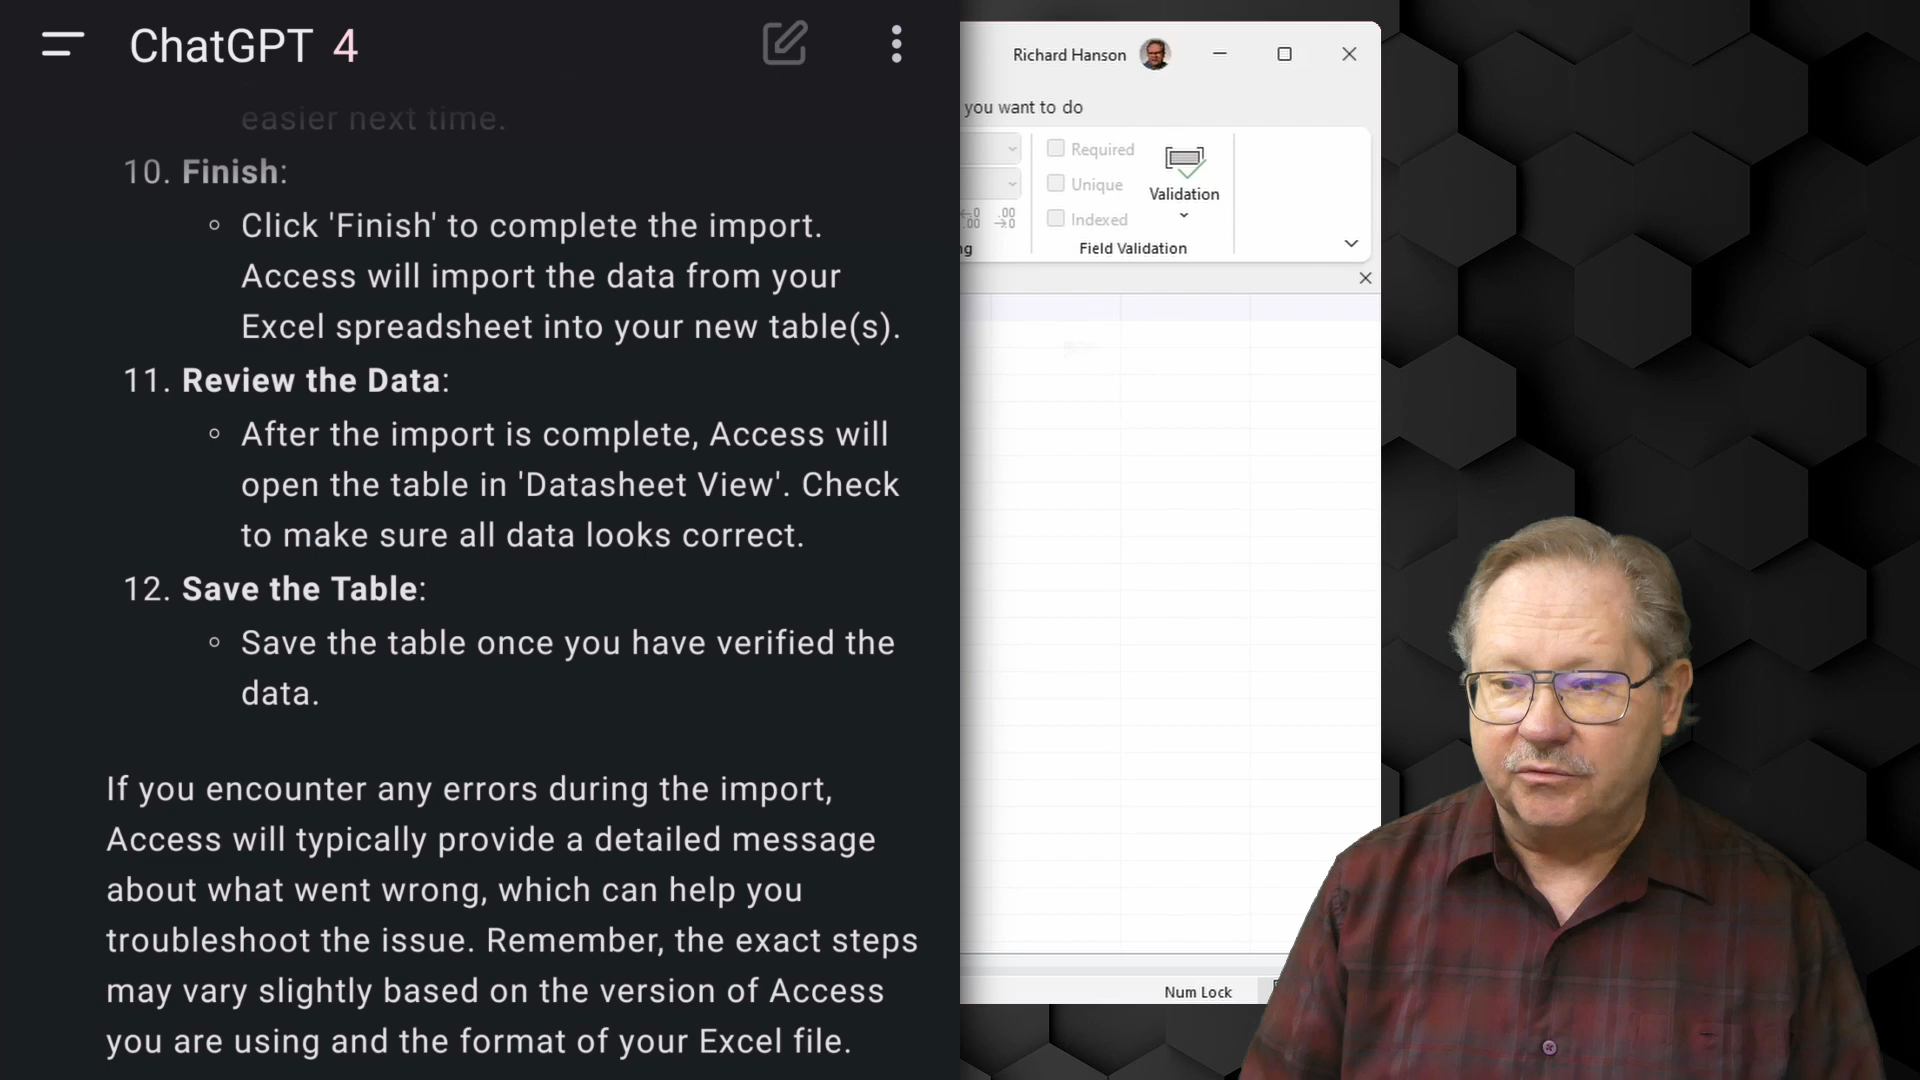 ChatGPT 4
easier next time.
10. Finish:
Click 'Finish' to complete the import.
Access will import the data from your
Excel spreadsheet into your new table(s).
11. Review the Data:
After the import is complete, Access will
open the table in 'Datasheet View'. Check
to make sure all data looks correct.
12. Save the Table:
Save the table once you have verified the
data.
If you encounter any errors during the import,
Access will typically provide a detailed message
about what went wrong, which can help you
troubleshoot the issue. Remember, the exact steps
may vary slightly based on the version of Access
you are using and the format of your Excel file.
Richard Hanson
you want to do
Required
Unique
Indexed
Validation
←0
.00
.00
→0
ng
Field Validation
Num Lock